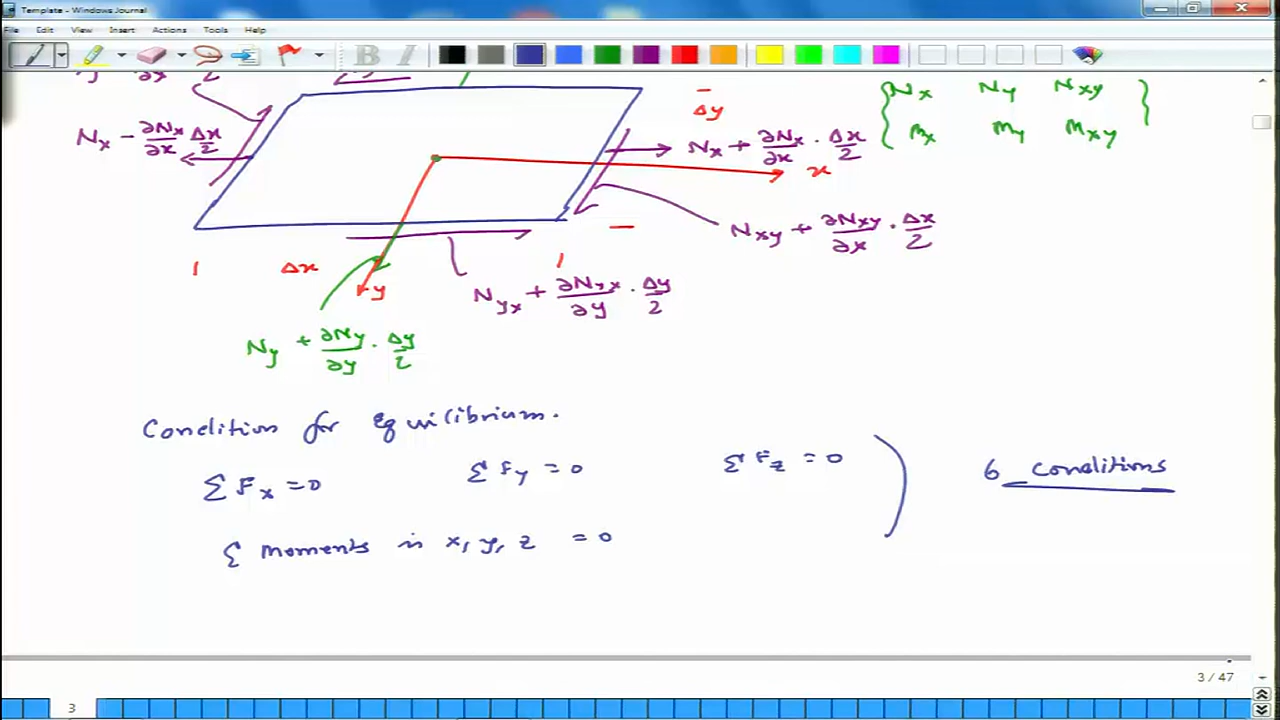 Template - Windows Journal
File Edit View Insert Actions Tools Help
B I
∂x
Nx Ny Nxy
Mx My Mxy
Δy
Nx - ∂Nx/∂x Δx/2
Nx + ∂Nx/∂x · Δx/2
x
Nxy + ∂Nxy/∂x · Δx/2
Δx
y
Nyx + ∂Nyx/∂y · Δy/2
Ny + ∂Ny/∂y · Δy/2
Condition for Equilibrium.
Σ Fx = 0 Σ Fy = 0 Σ Fz = 0
6 conditions
Σ moments in x, y, z = 0
3 / 47
3